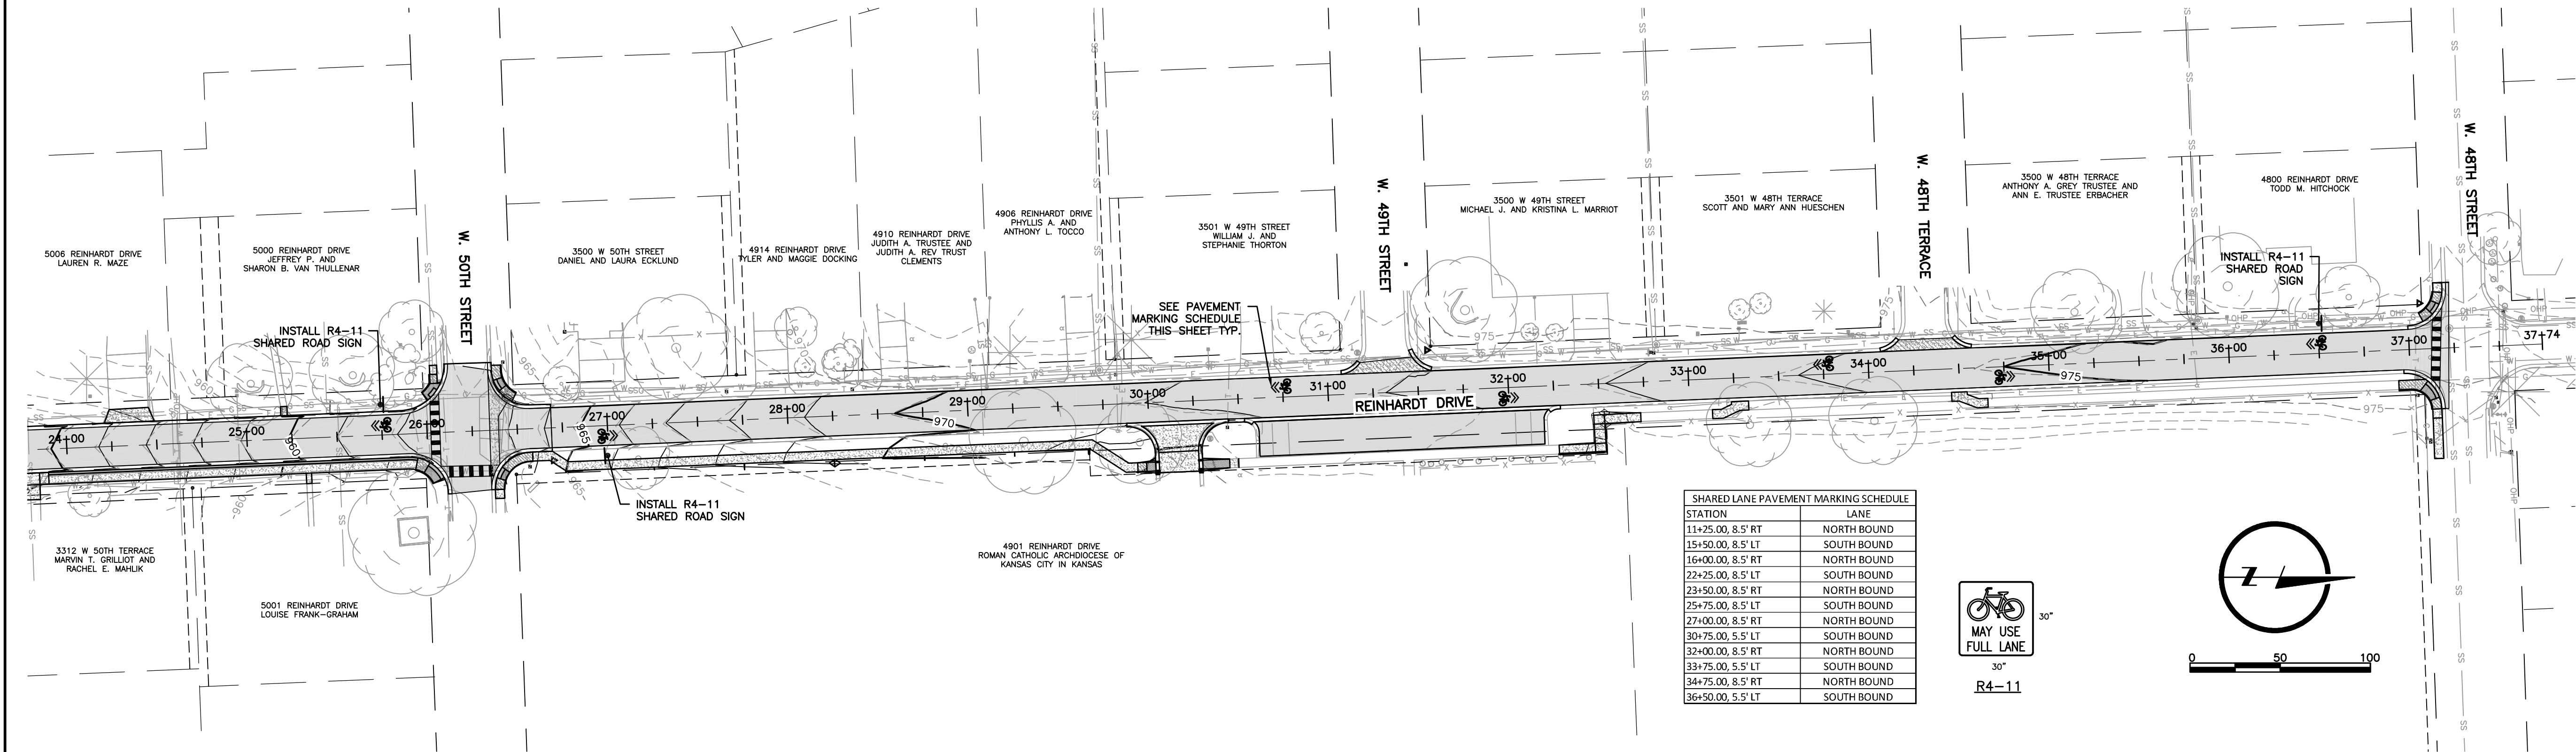 W. 50TH STREET
W. 49TH STREET
W. 48TH TERRACE
W. 48TH STREET
5006 REINHARDT DRIVE
LAUREN R. MAZE
5000 REINHARDT DRIVE
JEFFREY P. AND
SHARON B. VAN THULLENAR
3500 W 50TH STREET
DANIEL AND LAURA ECKLUND
4914 REINHARDT DRIVE
TYLER AND MAGGIE DOCKING
4910 REINHARDT DRIVE
JUDITH A. TRUSTEE AND
JUDITH A. REV TRUST
CLEMENTS
4906 REINHARDT DRIVE
PHYLLIS A. AND
ANTHONY L. TOCCO
3501 W 49TH STREET
WILLIAM J. AND
STEPHANIE THORTON
3500 W 49TH STREET
MICHAEL J. AND KRISTINA L. MARRIOT
3501 W 48TH TERRACE
SCOTT AND MARY ANN HUESCHEN
3500 W 48TH TERRACE
ANTHONY A. GREY TRUSTEE AND
ANN E. TRUSTEE ERBACHER
4800 REINHARDT DRIVE
TODD M. HITCHOCK
INSTALL R4-11
SHARED ROAD SIGN
SEE PAVEMENT
MARKING SCHEDULE
THIS SHEET TYP.
INSTALL R4-11
SHARED ROAD
SIGN
24+00
25+00
26+00
27+00
28+00
29+00
30+00
31+00
32+00
33+00
34+00
35+00
36+00
37+00
37+74
960
965
970
975
REINHARDT DRIVE
INSTALL R4-11
SHARED ROAD SIGN
3312 W 50TH TERRACE
MARVIN T. GRILLIOT AND
RACHEL E. MAHLIK
5001 REINHARDT DRIVE
LOUISE FRANK-GRAHAM
4901 REINHARDT DRIVE
ROMAN CATHOLIC ARCHDIOCESE OF
KANSAS CITY IN KANSAS
SHARED LANE PAVEMENT MARKING SCHEDULE
STATION LANE
11+25.00, 8.5' RT NORTH BOUND
15+50.00, 8.5' LT SOUTH BOUND
16+00.00, 8.5' RT NORTH BOUND
22+25.00, 8.5' LT SOUTH BOUND
23+50.00, 8.5' RT NORTH BOUND
25+75.00, 8.5' LT SOUTH BOUND
27+00.00, 8.5' RT NORTH BOUND
30+75.00, 5.5' LT SOUTH BOUND
32+00.00, 8.5' RT NORTH BOUND
33+75.00, 5.5' LT SOUTH BOUND
34+75.00, 8.5' RT NORTH BOUND
36+50.00, 5.5' LT SOUTH BOUND
MAY USE
FULL LANE
30"
30"
R4-11
N
0 50 100